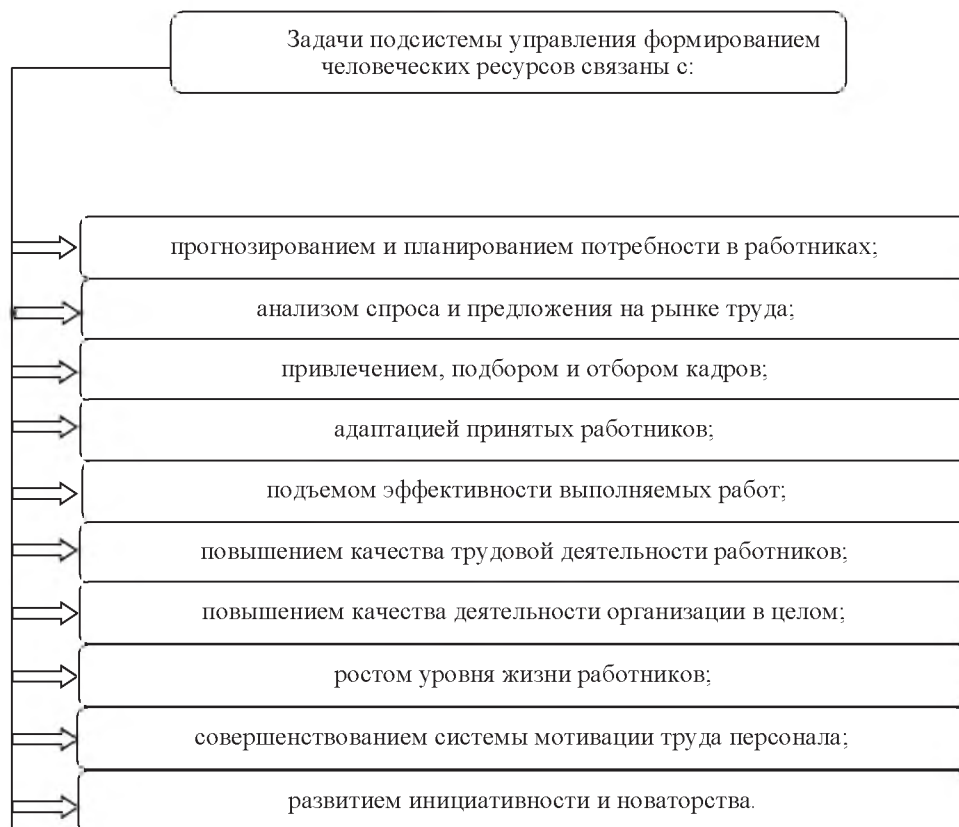 Задачи подсистемы управления формированием
человеческих ресурсов связаны с:
прогнозированием и планированием потребности в работниках;
анализом спроса и предложения на рынке труда;
привлечением, подбором и отбором кадров;
адаптацией принятых работников;
подъемом эффективности выполняемых работ;
повышением качества трудовой деятельности работников;
повышением качества деятельности организации в целом;
ростом уровня жизни работников;
совершенствованием системы мотивации труда персонала;
развитием инициативности и новаторства.